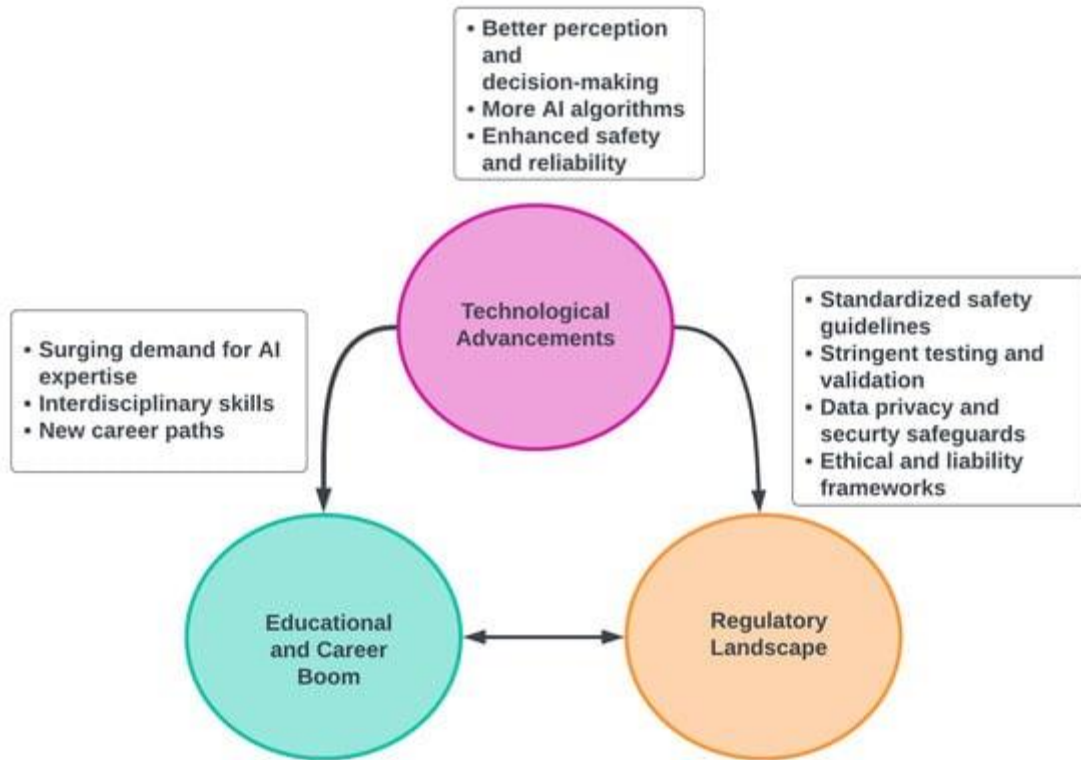 • Better perception
and
decision-making
• More AI algorithms
• Enhanced safety
and reliability
Technological
Advancements
• Surging demand for AI
expertise
• Interdisciplinary skills
• New career paths
• Standardized safety
guidelines
• Stringent testing and
validation
• Data privacy and
securty safeguards
• Ethical and liability
frameworks
Educational
and Career
Boom
Regulatory
Landscape